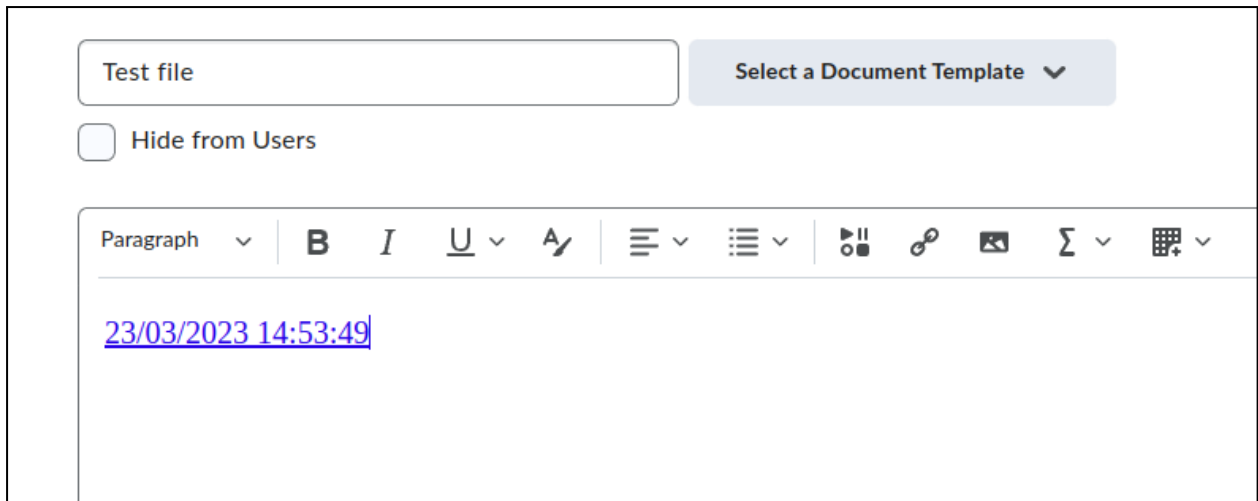 Test file
Select a Document Template
Hide from Users
Paragraph B I U A Σ
23/03/2023 14:53:49